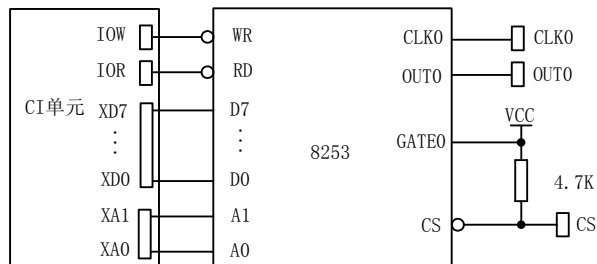 IOW
WR
CLK0
CLK0
IOR
RD
OUT0
OUT0
CI单元
XD7
D7
VCC
⋮
⋮
GATE0
8253
XD0
D0
4.7K
XA1
A1
CS
CS
XA0
A0